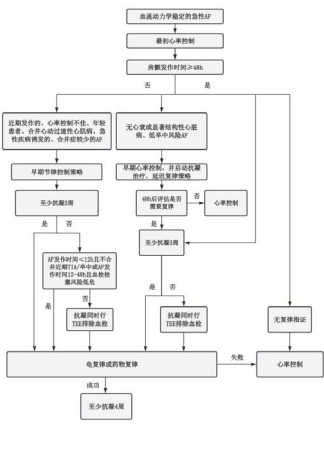 血流动力学稳定的急性AF
最初心率控制
房颤发作时间≥48h
否
是
近期发作的、心率控制不佳、年轻
患者、合并心动过速性心肌病、急
性疾病诱发的、合并症较少的AF
无心衰或显著结构性心脏
病、低卒中风险AF
早期节律控制策略
早期心率控制，并启动抗凝
治疗，延迟复律策略
至少抗凝3周
48h后评估是否
需要复律
否
心率控制
是
否
是
至少抗凝3周
AF发作时间＜12h且不合
并近期TIA/卒中或AF发
作时间12-48h且血栓栓
塞风险低危
是
否
是
否
抗凝同时行
TEE排除血栓
抗凝同时行
TEE排除血栓
无复律指证
电复律或药物复律
失败
心率控制
成功
至少抗凝4周